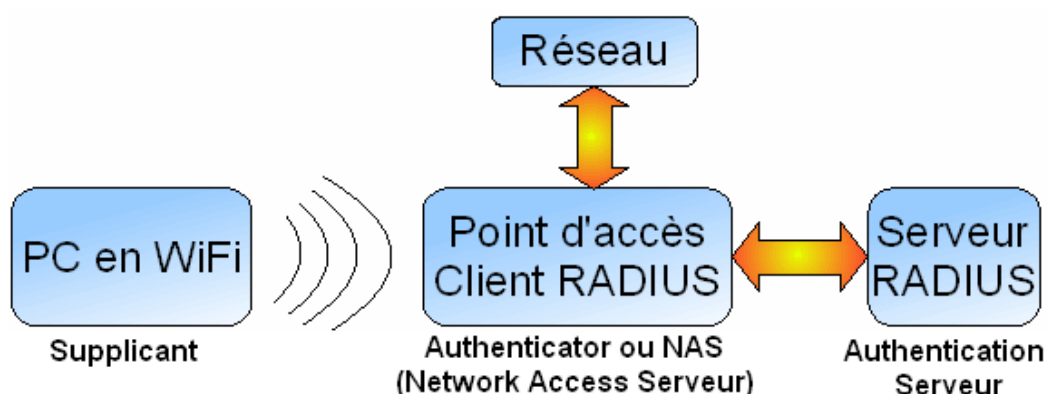 Réseau
PC en WiFi
Point d'accès
Client RADIUS
Serveur
RADIUS
Supplicant
Authenticator ou NAS
(Network Access Serveur)
Authentication
Serveur